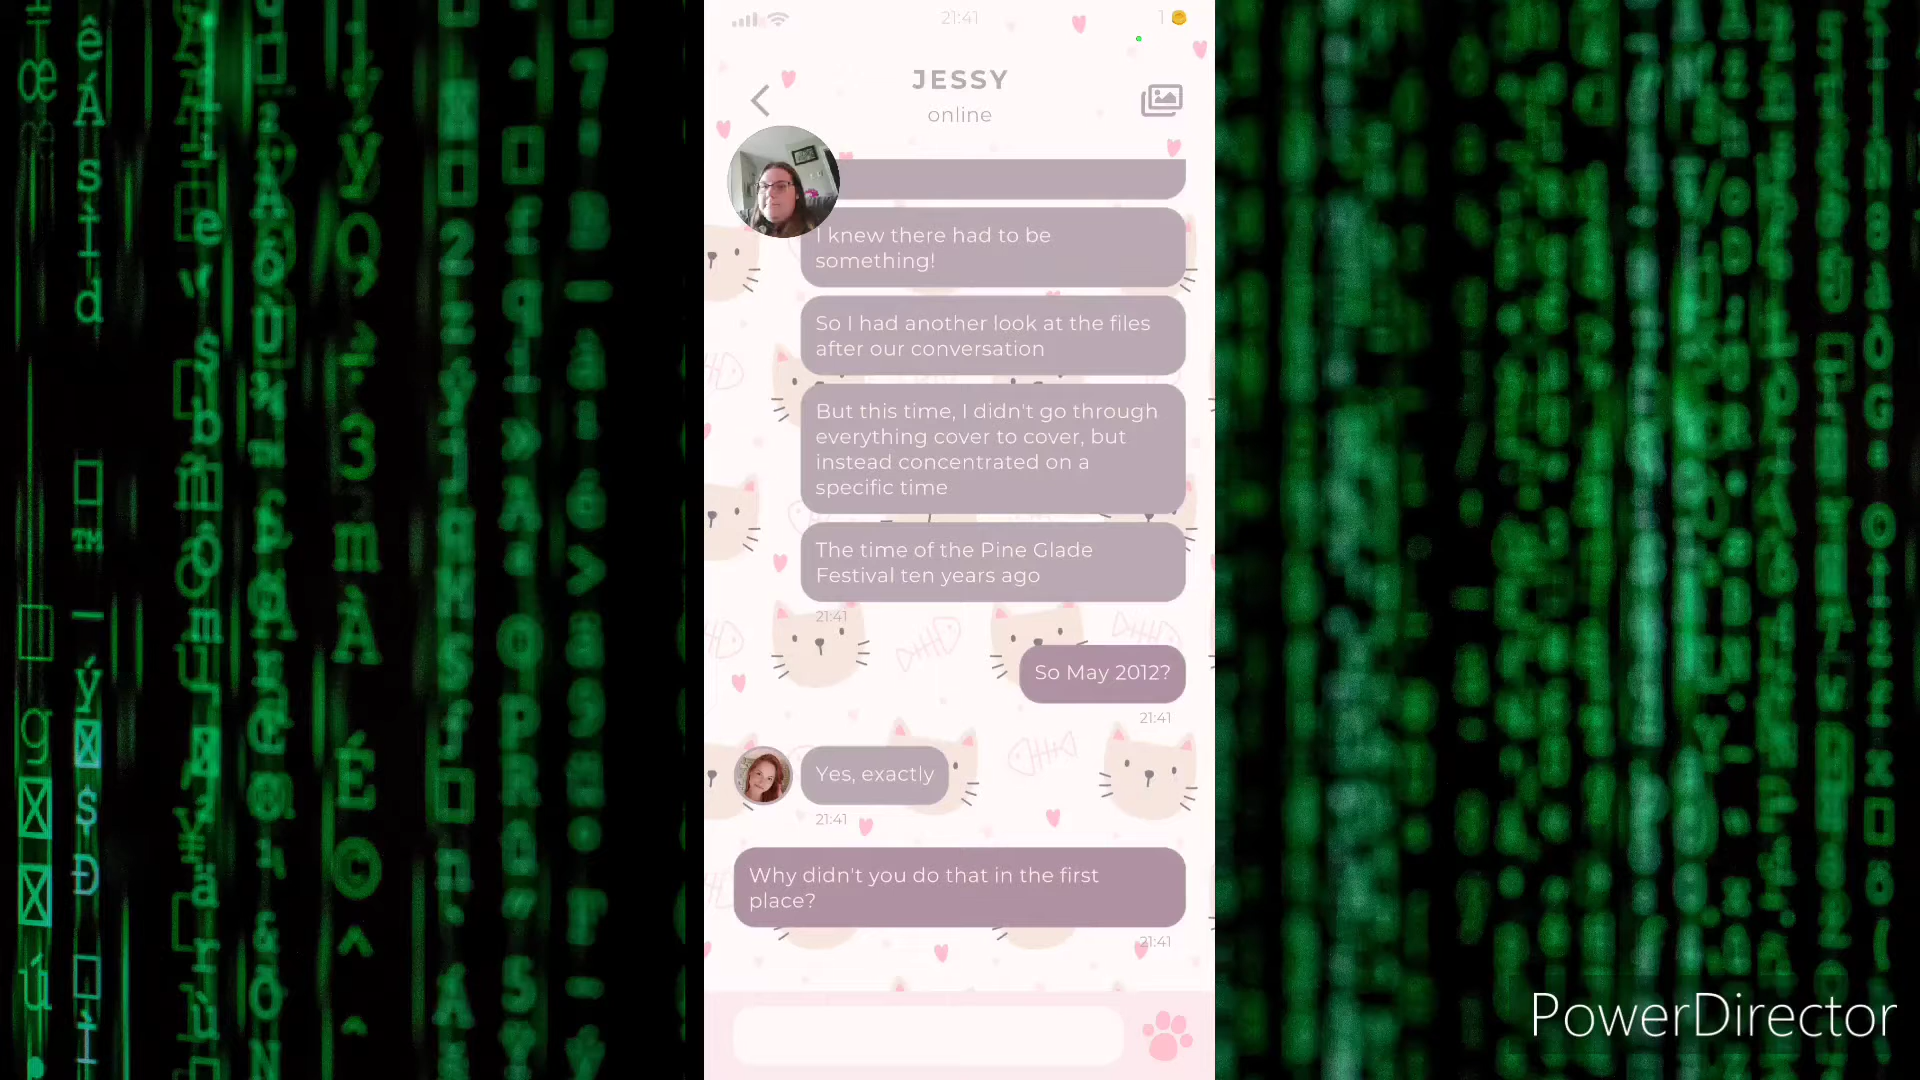 21:41
1
JESSY
online
I knew there had to be
something!
So I had another look at the files
after our conversation
But this time, I didn't go through
everything cover to cover, but
instead concentrated on a
specific time
The time of the Pine Glade
Festival ten years ago
21:41
So May 2012?
21:41
Yes, exactly
21:41
Why didn't you do that in the first
place?
21:41
PowerDirector